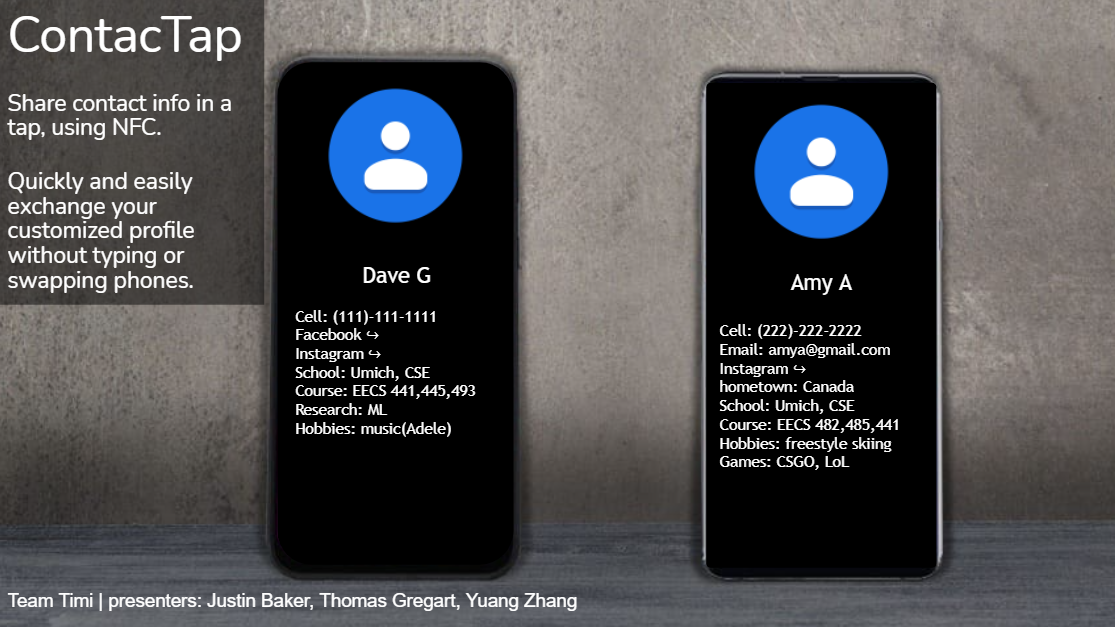 ContacTap
Share contact info in a
tap, using NFC.
Quickly and easily
exchange your
customized profile
without typing or
swapping phones.
Dave G
Cell: (111)-111-1111
Facebook ↪
Instagram ↪
School: Umich, CSE
Course: EECS 441,445,493
Research: ML
Hobbies: music(Adele)
Amy A
Cell: (222)-222-2222
Email: amya@gmail.com
Instagram ↪
hometown: Canada
School: Umich, CSE
Course: EECS 482,485,441
Hobbies: freestyle skiing
Games: CSGO, LoL
Team Timi | presenters: Justin Baker, Thomas Gregart, Yuang Zhang